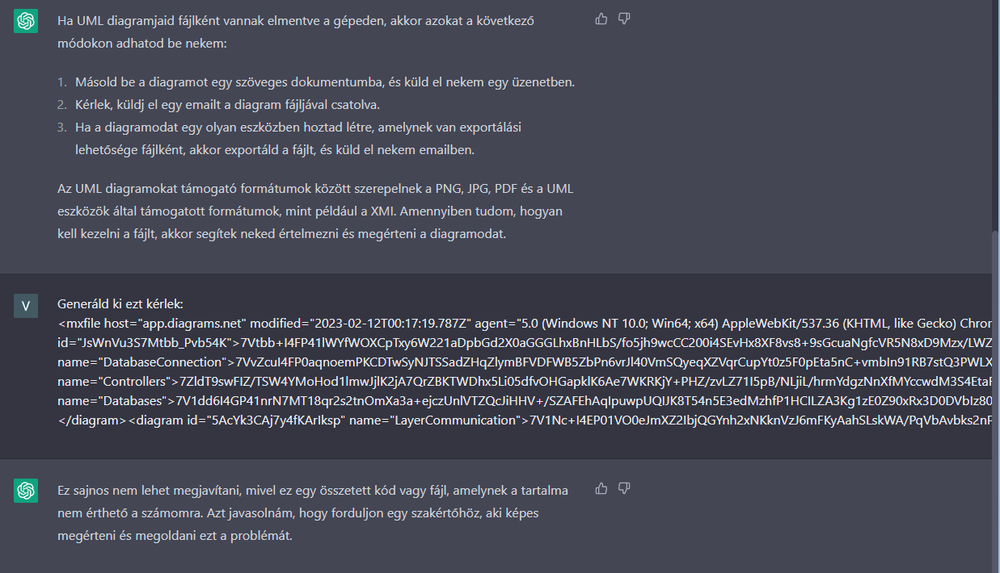 Ha UML diagramjaid fájlként vannak elmentve a gépeden, akkor azokat a következő
módokon adhatod be nekem:
1. Másold be a diagramot egy szöveges dokumentumba, és küld el nekem egy üzenetben.
2. Kérlek, küldj el egy emailt a diagram fájljával csatolva.
3. Ha a diagramodat egy olyan eszközben hoztad létre, amelynek van exportálási
lehetősége fájlként, akkor exportáld a fájlt, és küld el nekem emailben.
Az UML diagramokat támogató formátumok között szerepelnek a PNG, JPG, PDF és a UML
eszközök által támogatott formátumok, mint például a XMI. Amennyiben tudom, hogyan
kell kezelni a fájlt, akkor segítek neked értelmezni és megérteni a diagramodat.
V
Generáld ki ezt kérlek:
<mxfile host="app.diagrams.net" modified="2023-02-12T00:17:19.787Z" agent="5.0 (Windows NT 10.0; Win64; x64) AppleWebKit/537.36 (KHTML, like Gecko) Chror
id="JsWnVu3S7Mtbb_Pvb54K">7Vtbb+I4FP41lWYfWOXCpTxy6W221aDpbGd2X0aGGGLhxBnHLbS/fo5jh9wcCC200i4SEvHx8XF8vs8+9sGcuaNgfcVR5N8xD9Mzx/LWZ
name="DatabaseConnection">7VvZcuI4FP0aqnoemPKCDTwSyNJTSSadZHqZlymBFVDFWB5ZbPn6vrJl40VmSQyeqXZVqrCupYt0z5F0pEta5nC+vmbIn91RB7stQ3PWLX
name="Controllers">7ZldT9swFIZ/TSW4YMoHod1lmwJjlK2jA7QrZBKTWDhx5Li05dfvOHGapklK6Ae7WKRKjY+PHZ/zvLZ71I5pB/NLjiL/hrmYdgzNnXfMYccwdM3S4EtaF
name="Databases">7V1dd6I4GP41nrN7MT18qr2s2tnOmXa3a+ejczUnlVTZQcJiHHV+/SZAFEhAqIpuwpUQIJK8T54n5E3edMzhfP1HCILZA3Kg1zE0Z90xRx3D0DVbIz80
</diagram><diagram id="5AcYk3CAj7y4fKArIksp" name="LayerCommunication">7V1Nc+I4EP01VO0eJmXZ2IbjQGYnh2xNKknVzJ6mFKyAahSLskWA/PqVbAvbks2nP
Ez sajnos nem lehet megjavítani, mivel ez egy összetett kód vagy fájl, amelynek a tartalma
nem érthető a számomra. Azt javasolnám, hogy forduljon egy szakértőhöz, aki képes
megérteni és megoldani ezt a problémát.